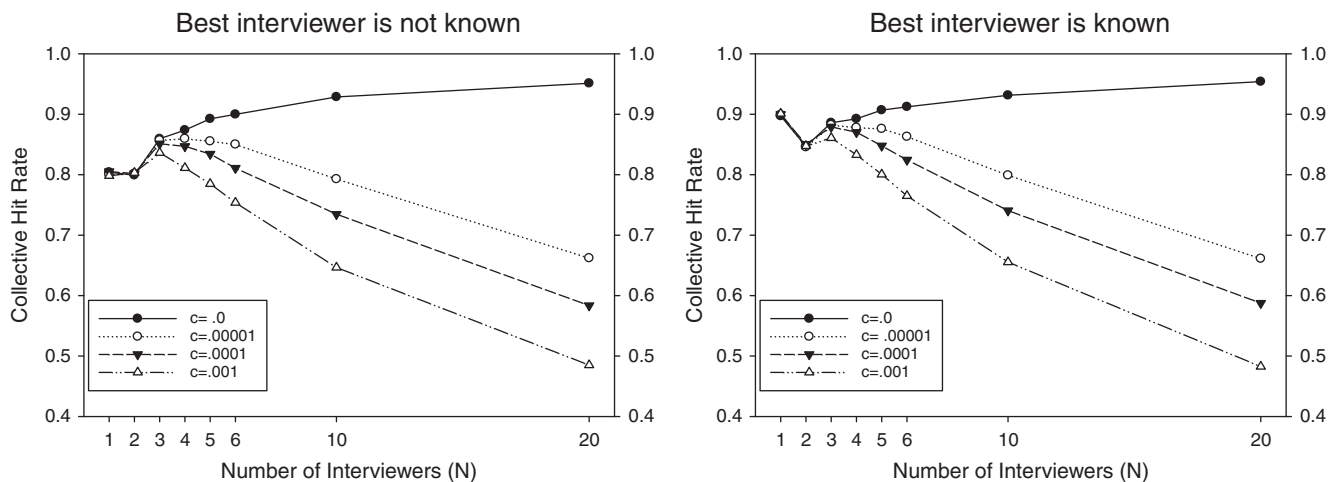 Best interviewer is not known
1.0
0.9
0.8
0.7
0.6
0.5
0.4
Collective Hit Rate
1.0
0.9
0.8
0.7
0.6
0.5
0.4
c= .0
c=.00001
c=.0001
c=.001
1 2 3 4 5 6 10 20
Number of Interviewers (N)
Best interviewer is known
1.0
0.9
0.8
0.7
0.6
0.5
0.4
Collective Hit Rate
1.0
0.9
0.8
0.7
0.6
0.5
0.4
c=.0
c= .00001
c=.0001
c=.001
1 2 3 4 5 6 10 20
Number of Interviewers (N)